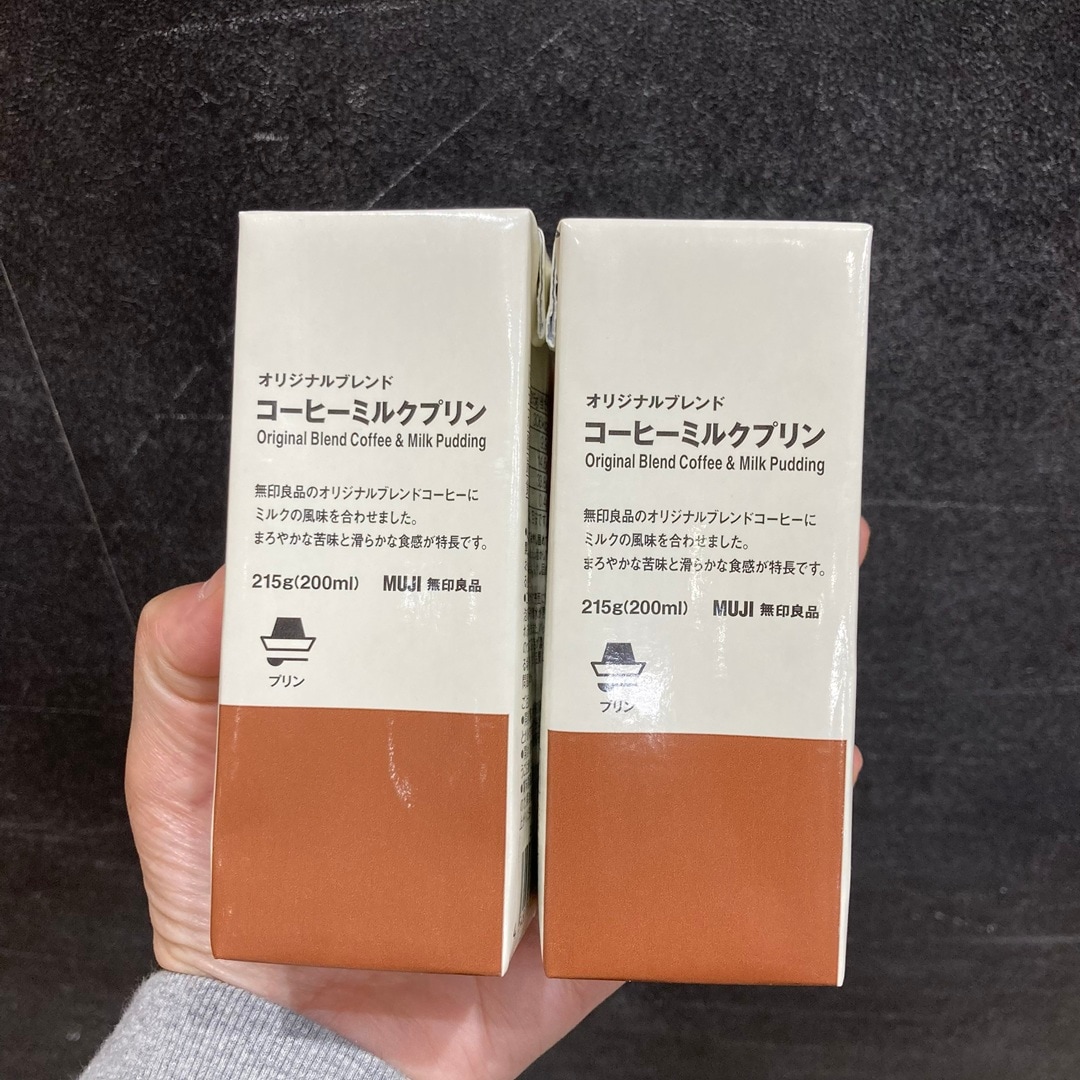 オリジナルブレンド
コーヒーミルクプリン
Original Blend Coffee & Milk Pudding
無印良品のオリジナルブレンドコーヒーに
ミルクの風味を合わせました。
まろやかな苦味と滑らかな食感が特長です。
215g(200ml) MUJI 無印良品
プリン
オリジナルブレンド
コーヒーミルクプリン
Original Blend Coffee & Milk Pudding
無印良品のオリジナルブレンドコーヒーに
ミルクの風味を合わせました。
まろやかな苦味と滑らかな食感が特長です。
215g(200ml) MUJI 無印良品
プリン